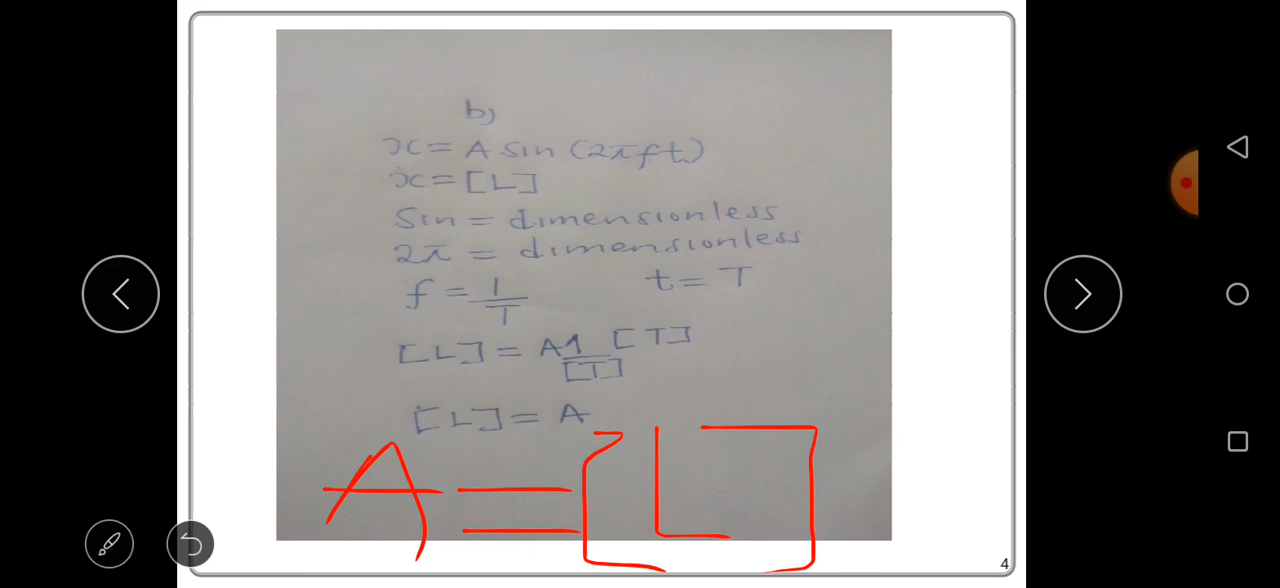 b)
x = A sin (2πft)
x = [L]
Sin = dimensionless
2π = dimensionless
f = 1/T t = T
[L] = A 1/[T] [T]
[L] = A
A = [L]
4